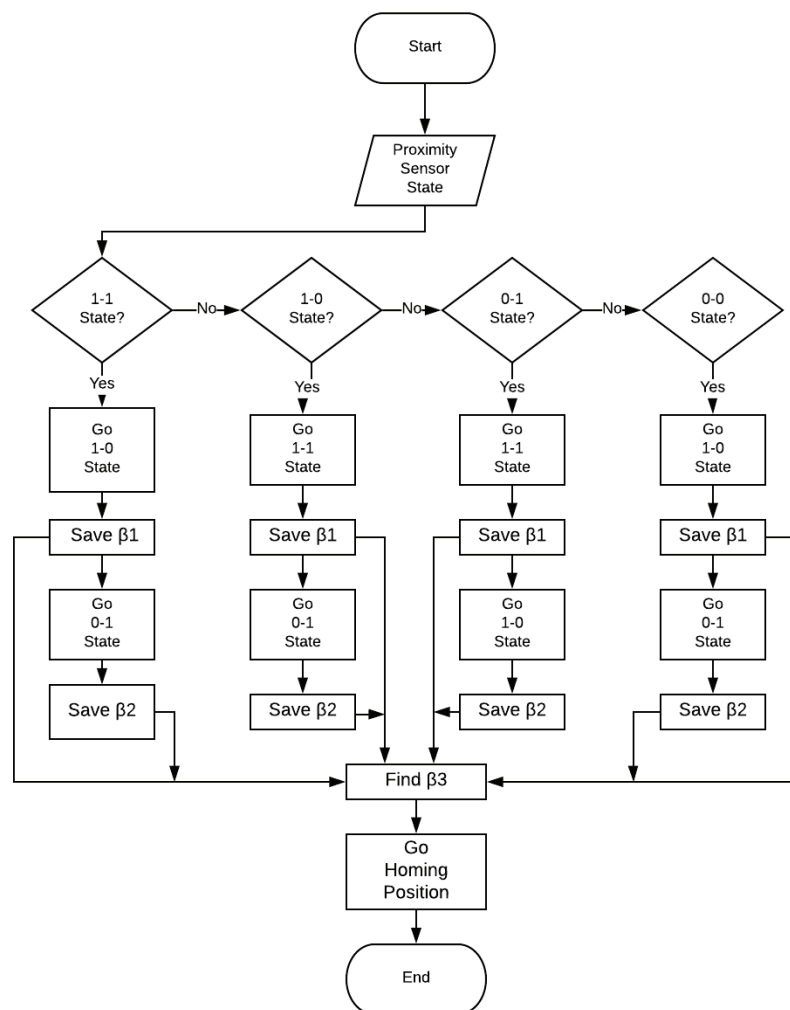 Start
Proximity
Sensor
State
1-1
State?
No
1-0
State?
No
0-1
State?
No
0-0
State?
Yes
Yes
Yes
Yes
Go
1-0
State
Go
1-1
State
Go
1-1
State
Go
1-0
State
Save β1
Save β1
Save β1
Save β1
Go
0-1
State
Go
0-1
State
Go
1-0
State
Go
0-1
State
Save β2
Save β2
Save β2
Save β2
Find β3
Go
Homing
Position
End